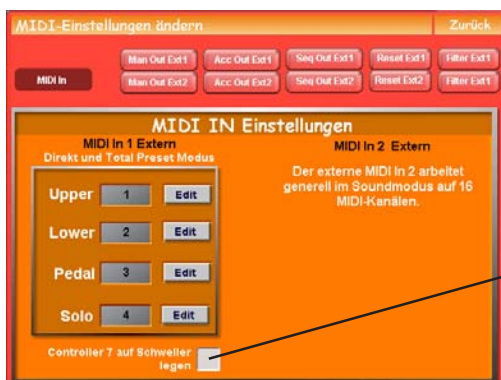 MIDI-Einstellungen ändern
Zurück
Man Out Ext1
Acc Out Ext1
Seq Out Ext1
Reset Ext1
Filter Ext1
MIDI In
Man Out Ext2
Acc Out Ext2
Seq Out Ext2
Reset Ext2
Filter Ext1
MIDI IN Einstellungen
MIDI In 1 Extern
Direkt und Total Preset Modus
MIDI In 2 Extern
Der externe MIDI In 2 arbeitet
generell im Soundmodus auf 16
MIDI-Kanälen.
Upper 1 Edit
Lower 2 Edit
Pedal 3 Edit
Solo 4 Edit
Controller 7 auf Schweller
legen